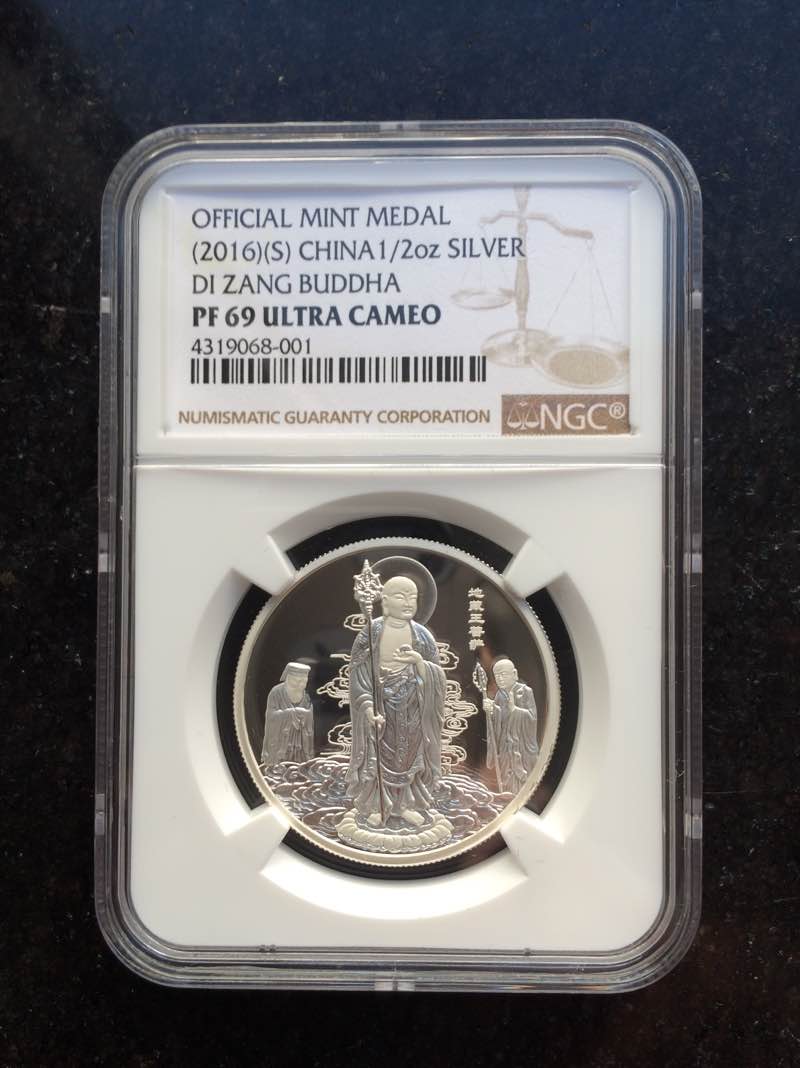 OFFICIAL MINT MEDAL
(2016)(S) CHINA1/2oz SILVER
DI ZANG BUDDHA
PF 69 ULTRA CAMEO
4319068-001
NUMISMATIC GUARANTY CORPORATION
NGC®
地藏王菩薩